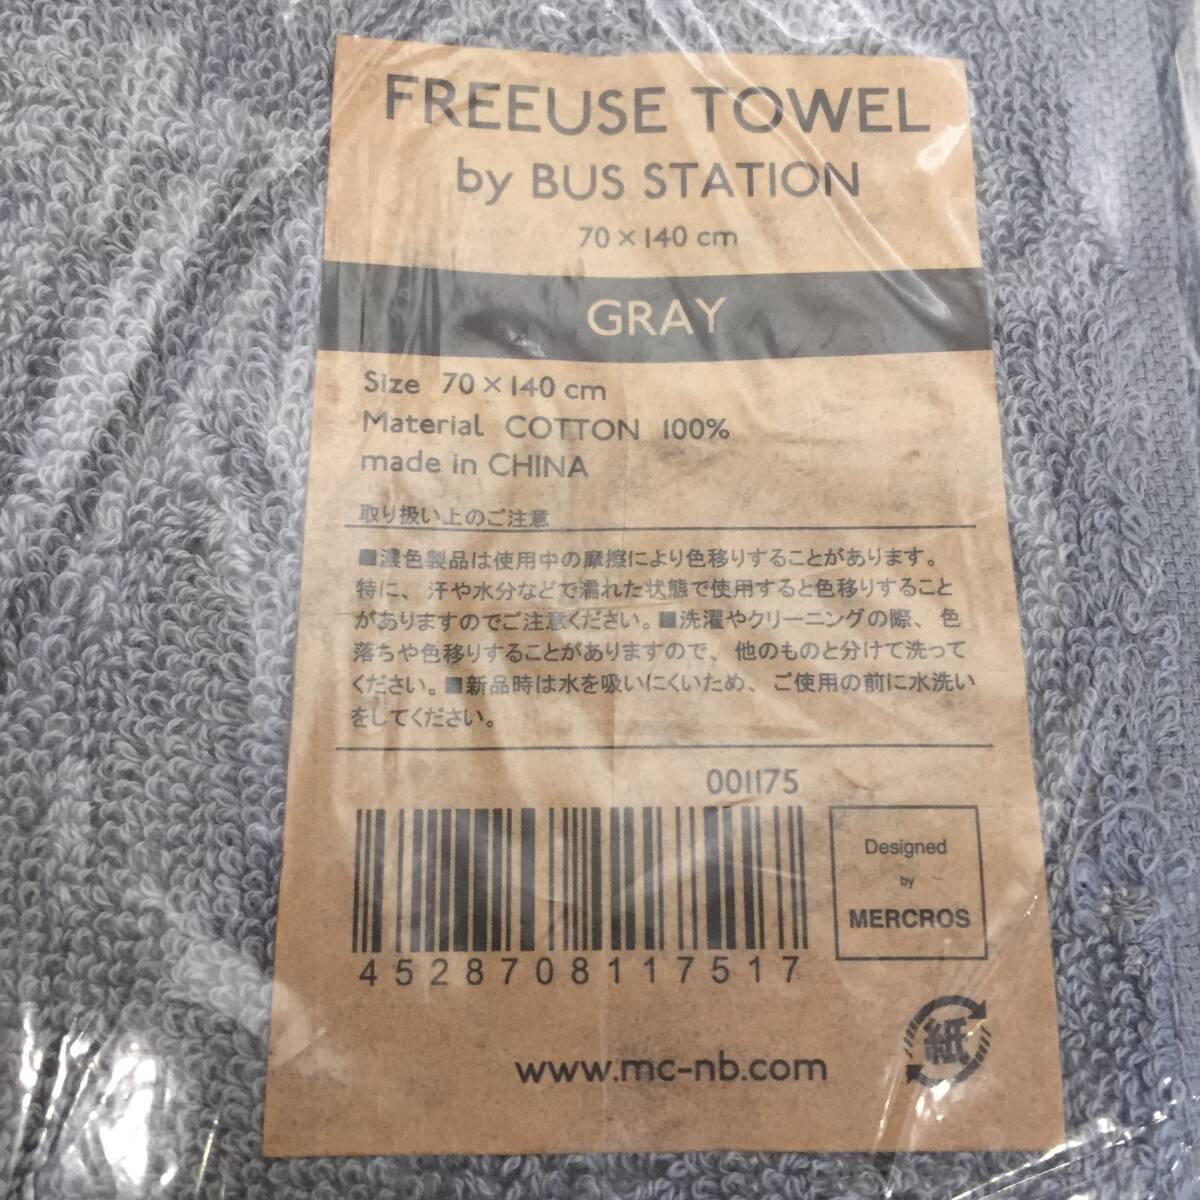 FREEUSE TOWEL
by BUS STATION
70×140 cm
GRAY
Size 70×140 cm
Material COTTON 100%
made in CHINA
取り扱い上のご注意
■濃色製品は使用中の摩擦により色移りすることがあります。
特に、汗や水分などで濡れた状態で使用すると色移りすること
がありますのでご注意ください。■洗濯やクリーニングの際、色
落ちや色移りすることがありますので、他のものと分けて洗って
ください。■新品時は水を吸いにくいため、ご使用の前に水洗い
をしてください。
001175
4528708117517
Designed
by
MERCROS
紙
www.mc-nb.com